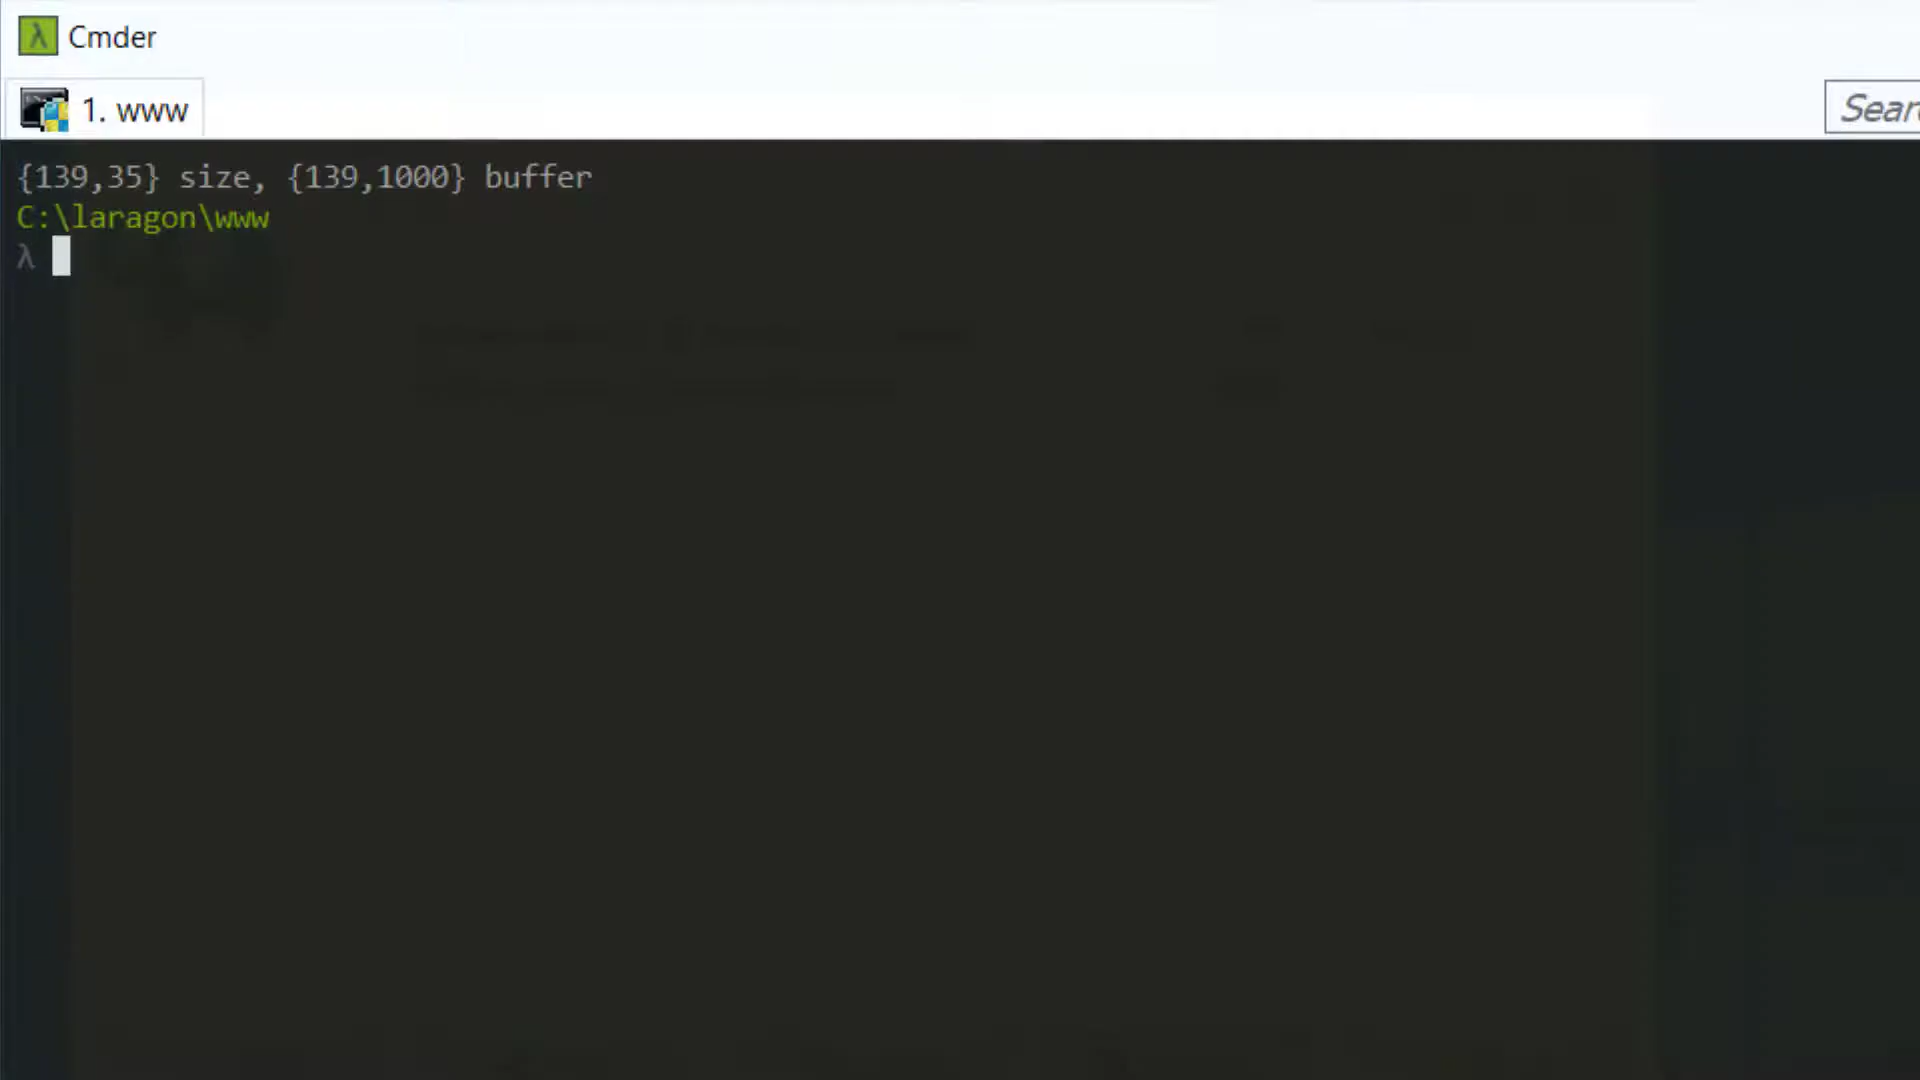 λ Cmder
1. www
Sear
{139,35} size, {139,1000} buffer
C:\laragon\www
λ